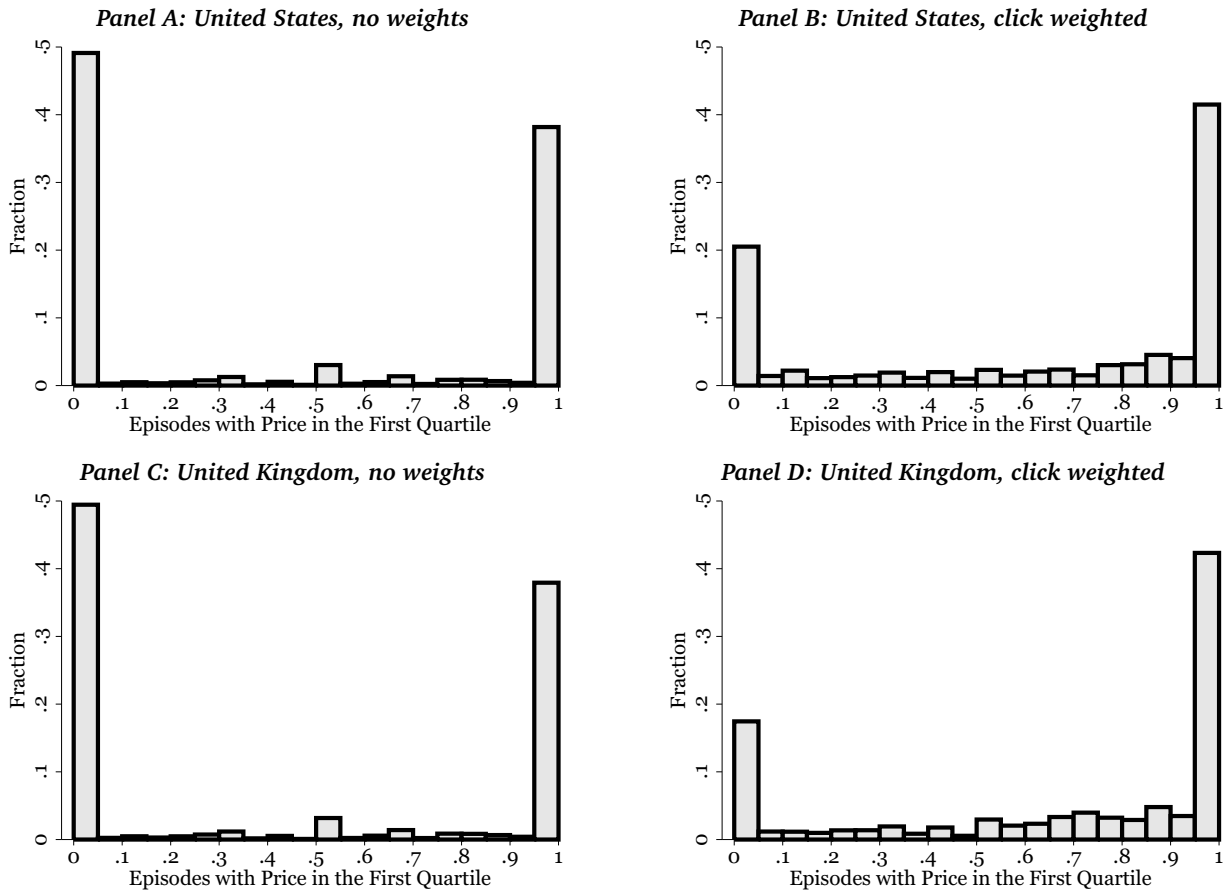 Panel A: United States, no weights
Fraction
.5
.4
.3
.2
.1
0
0 .1 .2 .3 .4 .5 .6 .7 .8 .9 1
Episodes with Price in the First Quartile
Panel B: United States, click weighted
Fraction
.5
.4
.3
.2
.1
0
0 .1 .2 .3 .4 .5 .6 .7 .8 .9 1
Episodes with Price in the First Quartile
Panel C: United Kingdom, no weights
Fraction
.5
.4
.3
.2
.1
0
0 .1 .2 .3 .4 .5 .6 .7 .8 .9 1
Episodes with Price in the First Quartile
Panel D: United Kingdom, click weighted
Fraction
.5
.4
.3
.2
.1
0
0 .1 .2 .3 .4 .5 .6 .7 .8 .9 1
Episodes with Price in the First Quartile